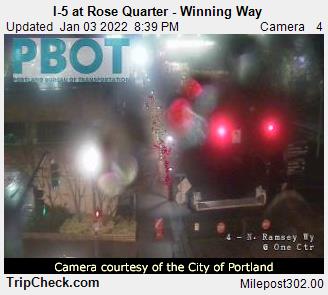 I-5 at Rose Quarter - Winning Way
Updated Jan 03 2022 8:39 PM Camera 4
PBOT
PORTLAND BUREAU OF TRANSPORTATION
4 - N. Ramsey Wy
@ One Ctr
Camera courtesy of the City of Portland
TripCheck.com Milepost302.00